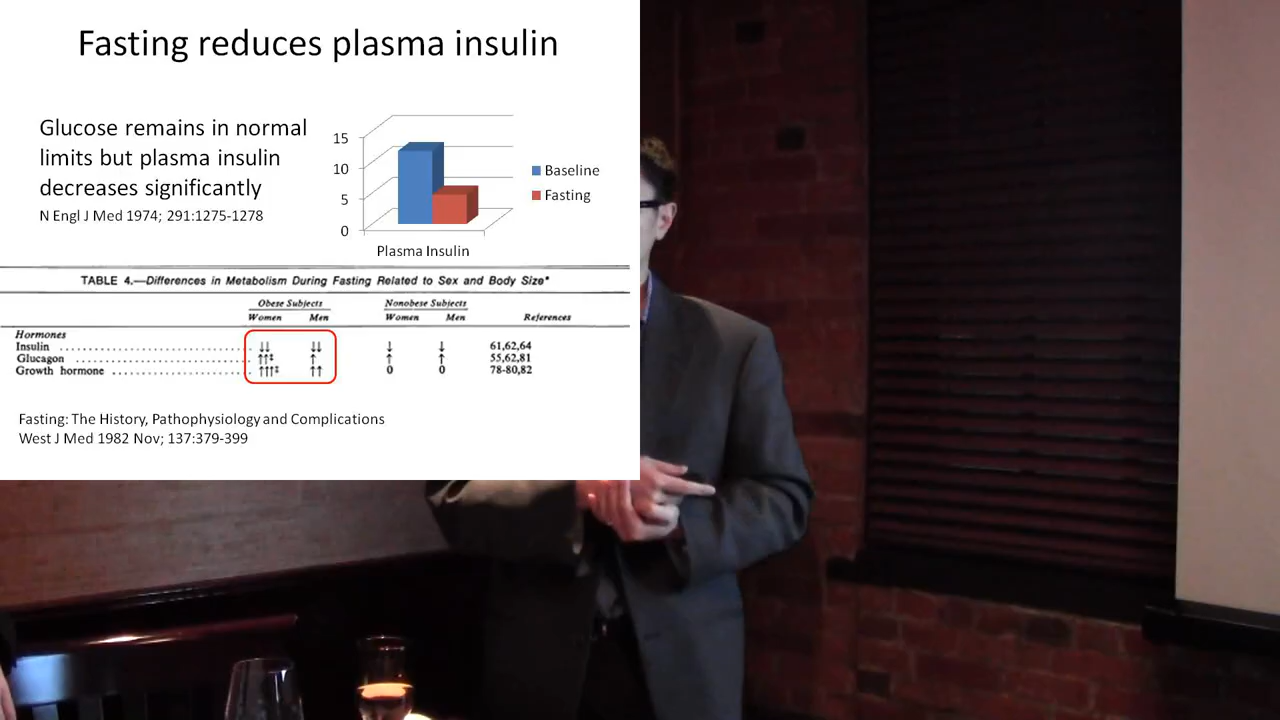 Fasting reduces plasma insulin
Glucose remains in normal
limits but plasma insulin
decreases significantly
N Engl J Med 1974; 291:1275-1278
15
10
5
0
Baseline
Fasting
Plasma Insulin
TABLE 4.—Differences in Metabolism During Fasting Related to Sex and Body Size*
Obese Subjects Nonobese Subjects
Women Men Women Men References
Hormones
Insulin ↓↓ ↓↓ ↓ ↓ 61,62,64
Glucagon ↑↑‡ ↑ ↑ ↑ 55,62,81
Growth hormone ↑↑↑‡ ↑↑ 0 0 78-80,82
Fasting: The History, Pathophysiology and Complications
West J Med 1982 Nov; 137:379-399